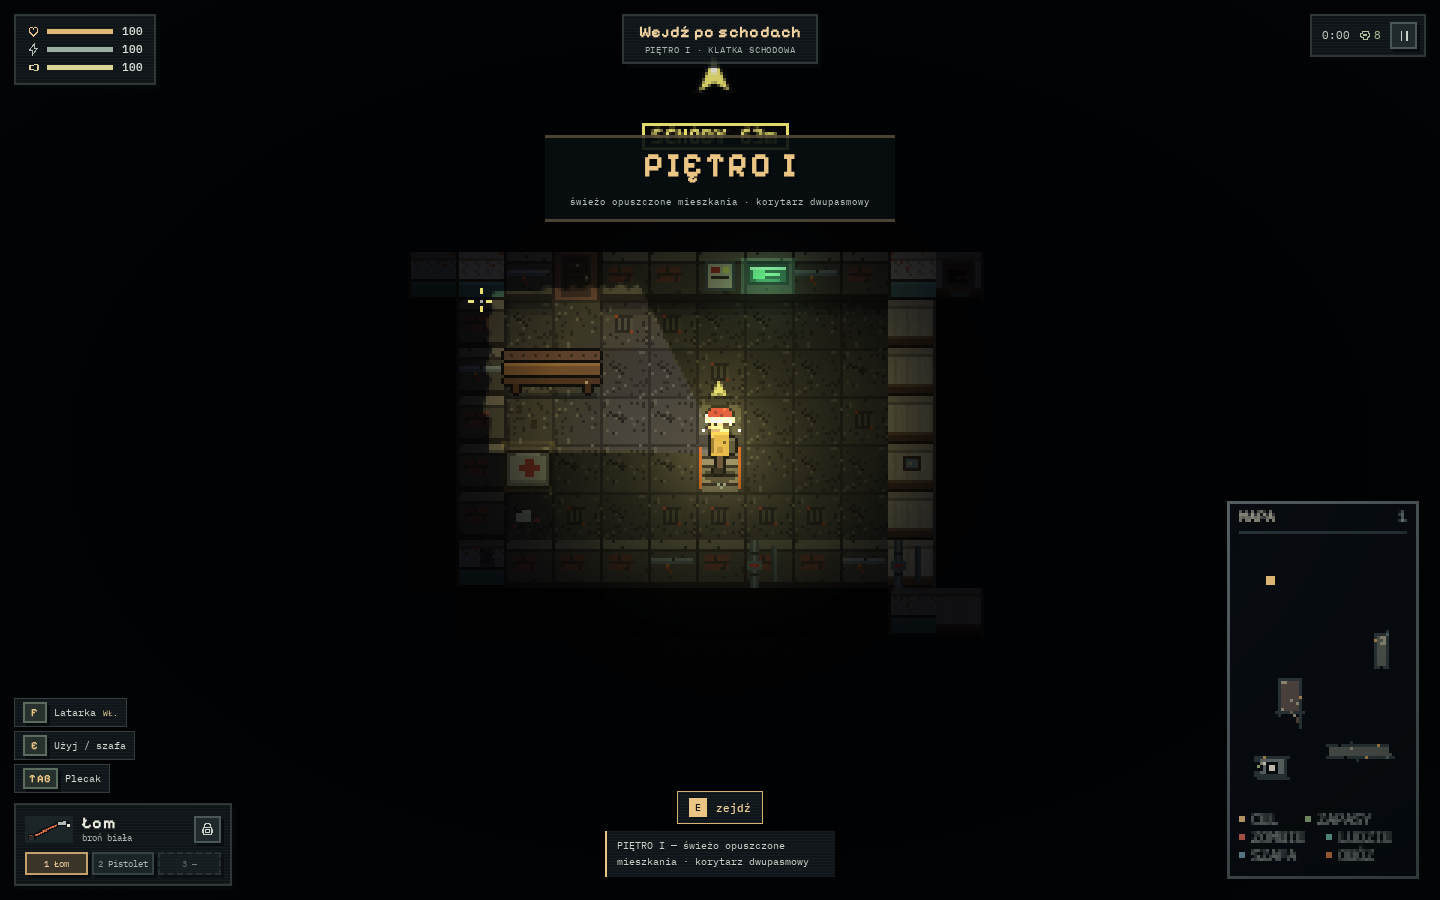 100
100
100
Wejdź po schodach
PIĘTRO I · KLATKA SCHODOWA
0:00
8
SCHODY 63m
PIĘTRO I
świeżo opuszczone mieszkania · korytarz dwupasmowy
MAPA 1
CEL ZAPASY
ZOMBIE LUDZIE
SZAFA OBÓZ
F Latarka WŁ.
E Użyj / szafa
TAB Plecak
Łom
broń biała
1 Łom 2 Pistolet 3 —
E zejdź
PIĘTRO I — świeżo opuszczone
mieszkania · korytarz dwupasmowy